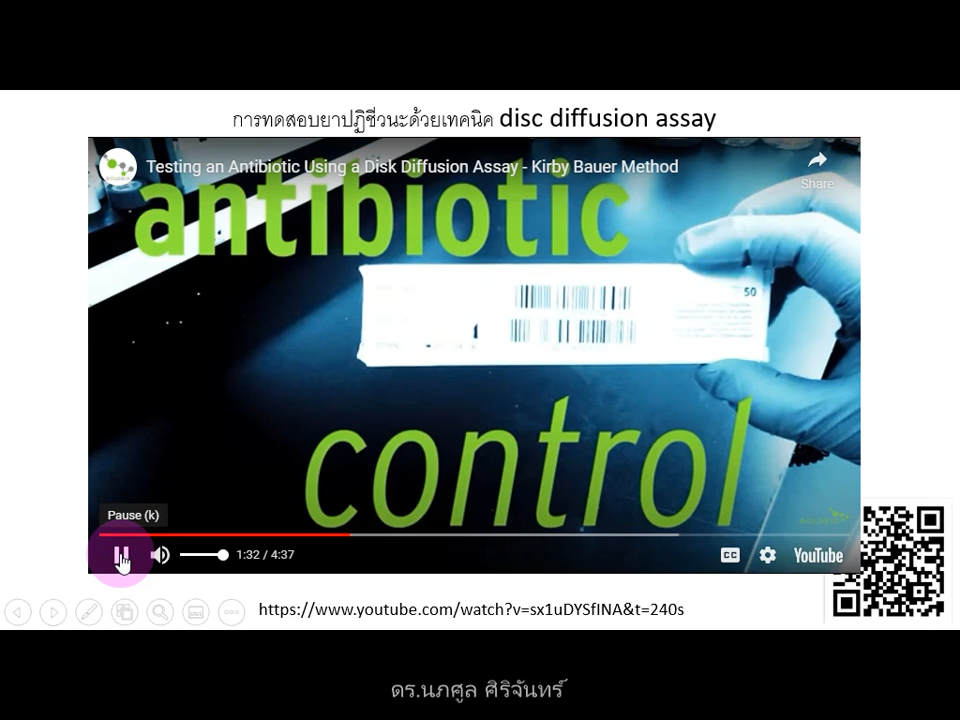 การทดสอบยาปฏิชีวนะด้วยเทคนิค disc diffusion assay
Testing an Antibiotic Using a Disk Diffusion Assay - Kirby Bauer Method
Share
antibiotic
50
control
Pause (k)
1:32 / 4:37
CC
YouTube
https://www.youtube.com/watch?v=sx1uDYSfINA&t=240s
ดร.นภศูล ศิริจันทร์